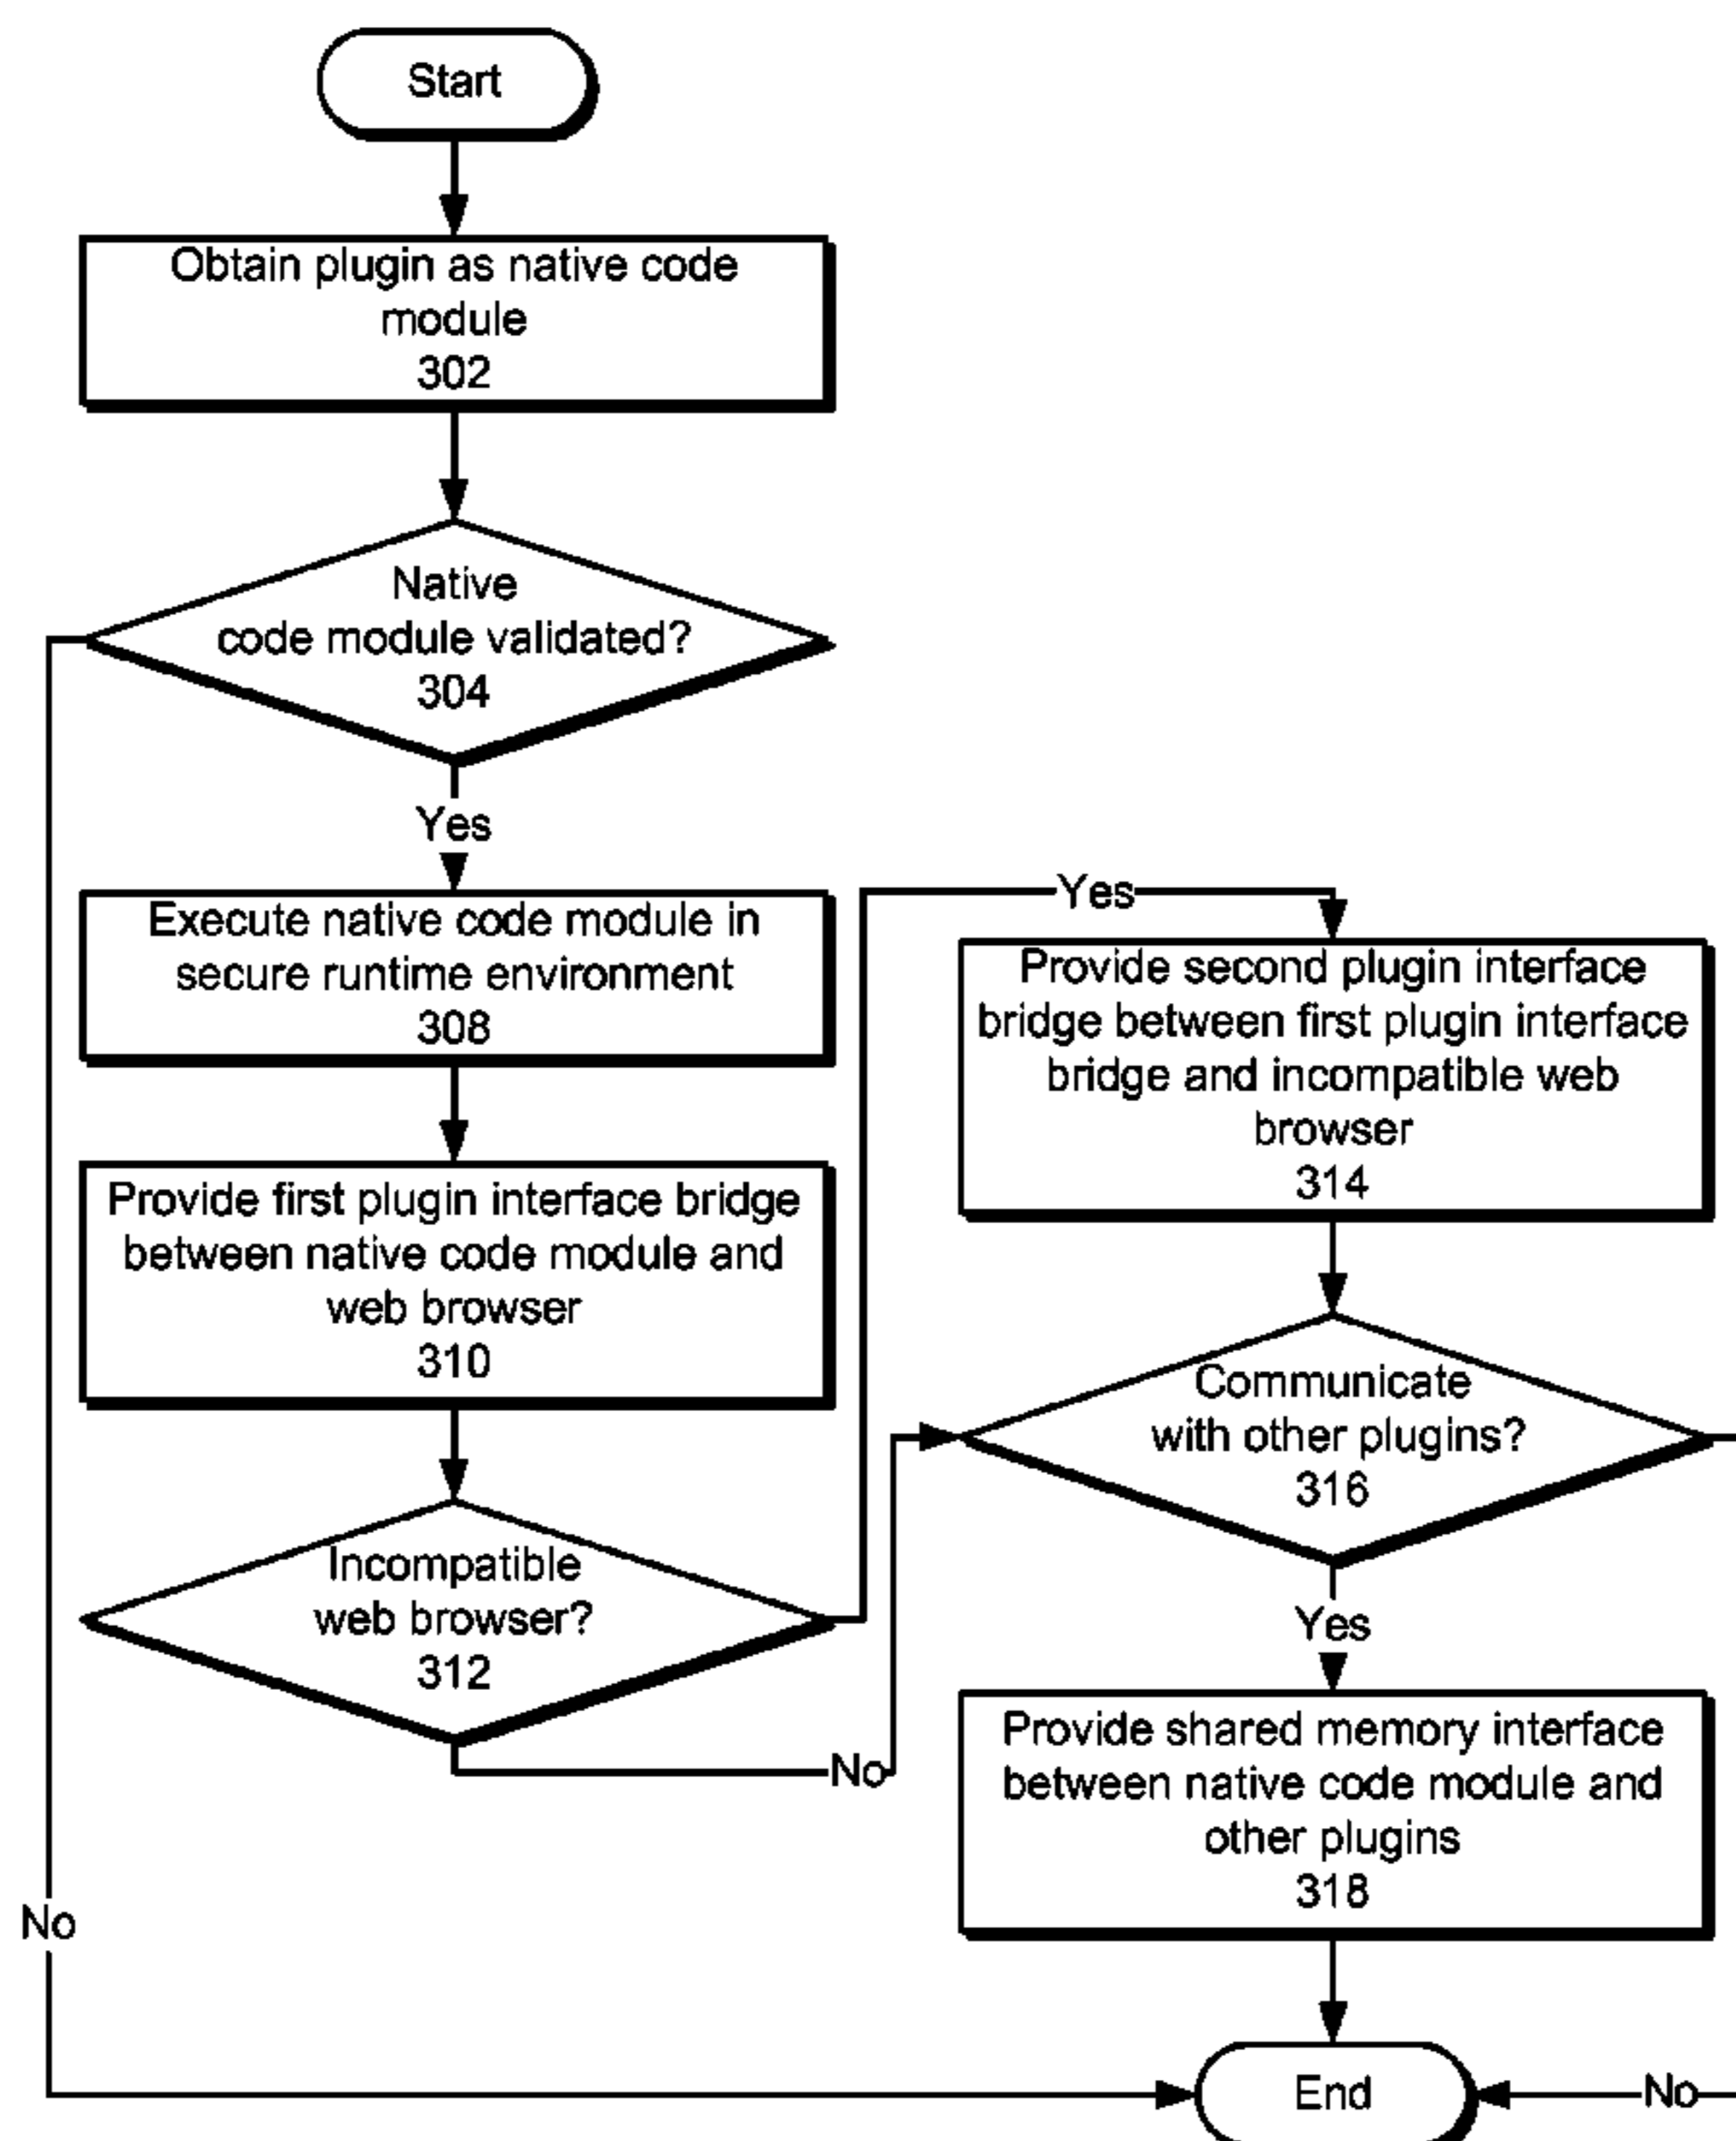 Start
Obtain plugin as native code
module
302
Native
code module validated?
304
Yes
Execute native code module in
secure runtime environment
308
Provide first plugin interface bridge
between native code module and
web browser
310
Incompatible
web browser?
312
No
No
Yes
Provide second plugin interface
bridge between first plugin interface
bridge and incompatible web
browser
314
Communicate
with other plugins?
316
Yes
Provide shared memory interface
between native code module and
other plugins
318
End
No